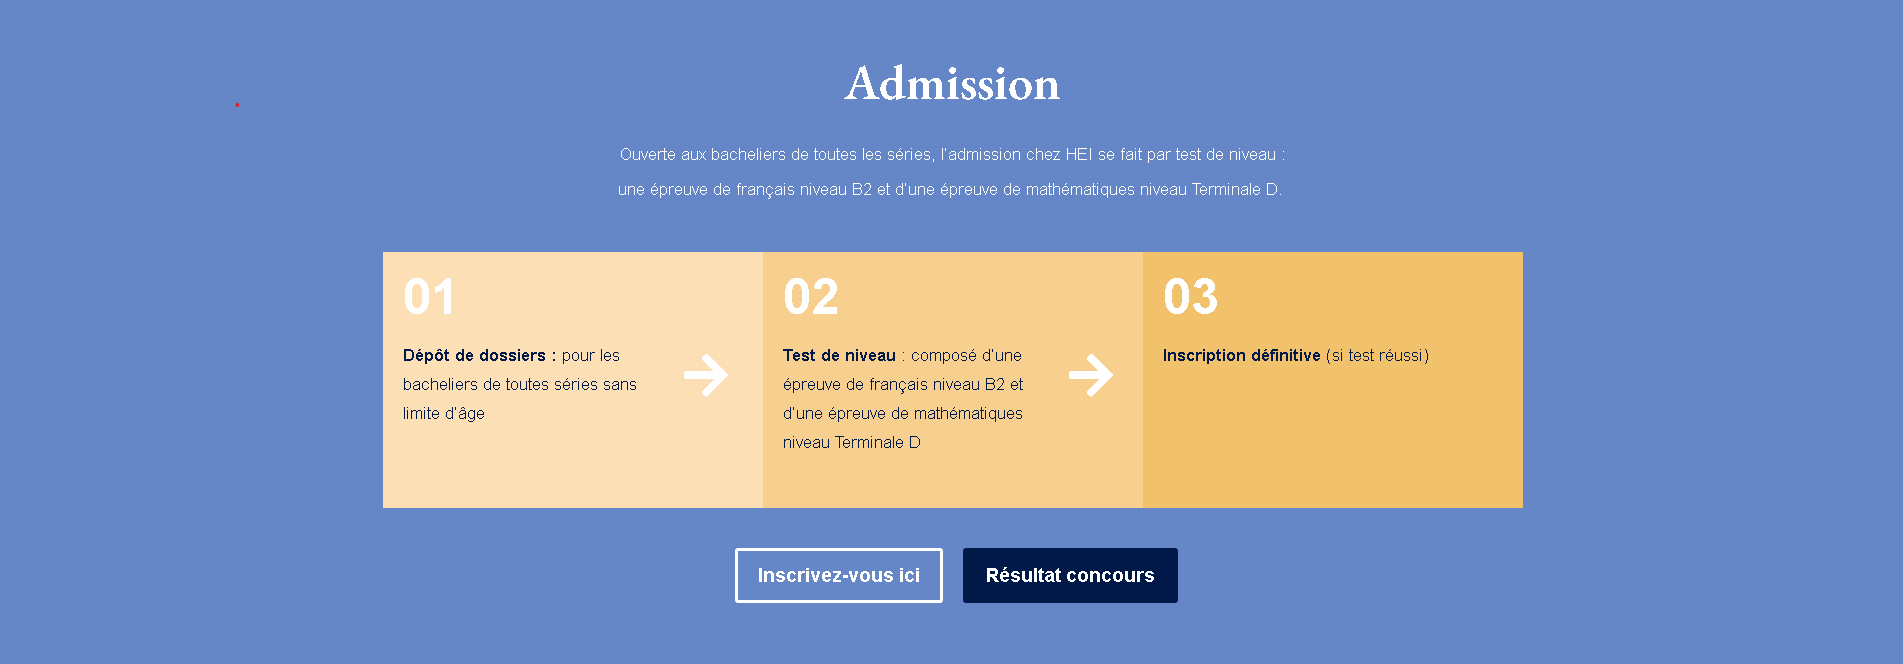 Admission
Ouverte aux bacheliers de toutes les séries, l'admission chez HEI se fait par test de niveau :
une épreuve de français niveau B2 et d'une épreuve de mathématiques niveau Terminale D.
01
Dépôt de dossiers : pour les
bacheliers de toutes séries sans
limite d'âge
02
Test de niveau : composé d'une
épreuve de français niveau B2 et
d'une épreuve de mathématiques
niveau Terminale D
03
Inscription définitive (si test réussi)
Inscrivez-vous ici
Résultat concours